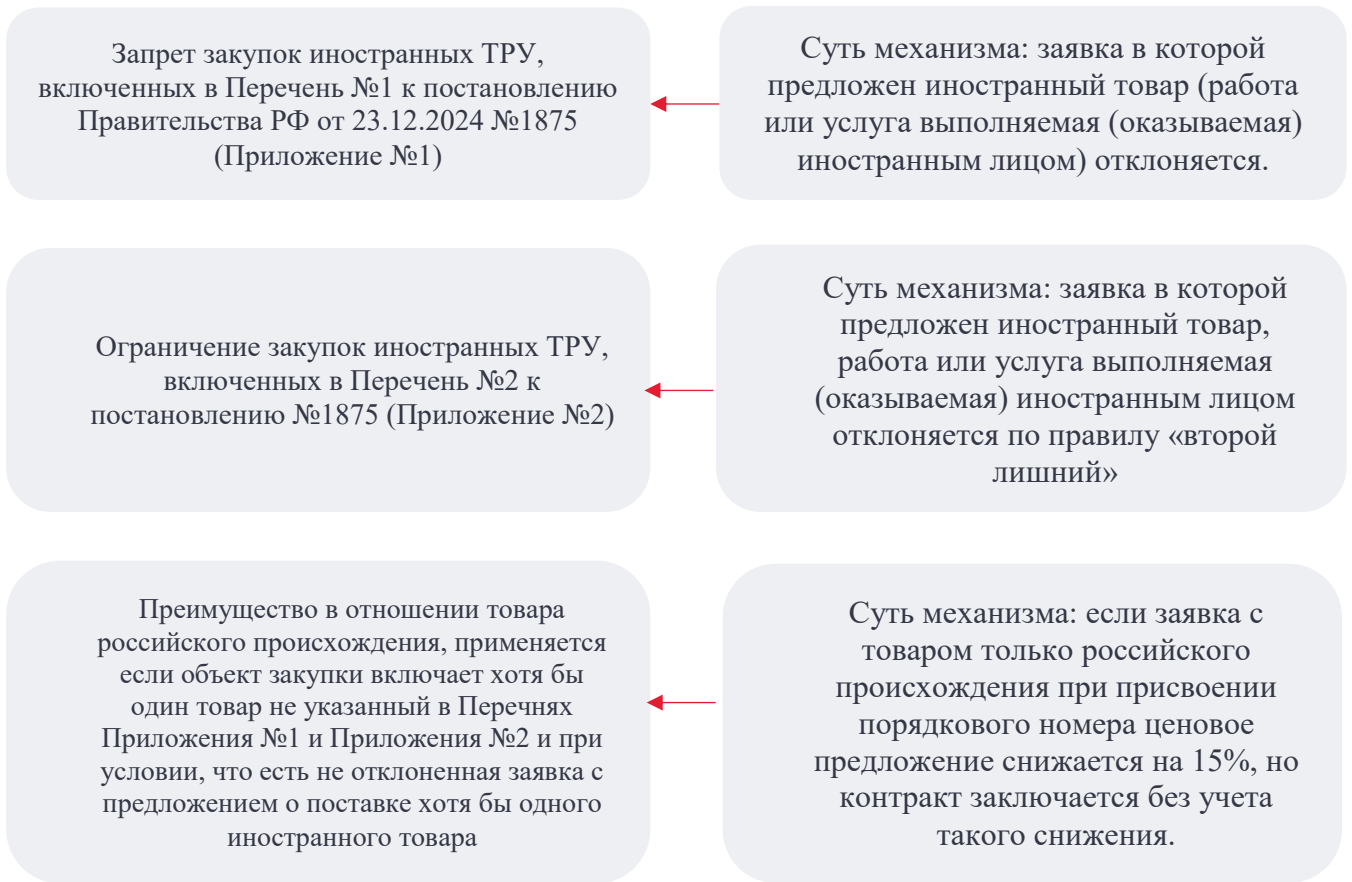 Запрет закупок иностранных ТРУ,
включенных в Перечень №1 к постановлению
Правительства РФ от 23.12.2024 №1875
(Приложение №1)
Суть механизма: заявка в которой
предложен иностранный товар (работа
или услуга выполняемая (оказываемая)
иностранным лицом) отклоняется.
Ограничение закупок иностранных ТРУ,
включенных в Перечень №2 к
постановлению №1875 (Приложение №2)
Суть механизма: заявка в которой
предложен иностранный товар,
работа или услуга выполняемая
(оказываемая) иностранным лицом
отклоняется по правилу «второй
лишний»
Преимущество в отношении товара
российского происхождения, применяется
если объект закупки включает хотя бы
один товар не указанный в Перечнях
Приложения №1 и Приложения №2 и при
условии, что есть не отклоненная заявка с
предложением о поставке хотя бы одного
иностранного товара
Суть механизма: если заявка с
товаром только российского
происхождения при присвоении
порядкового номера ценовое
предложение снижается на 15%, но
контракт заключается без учета
такого снижения.